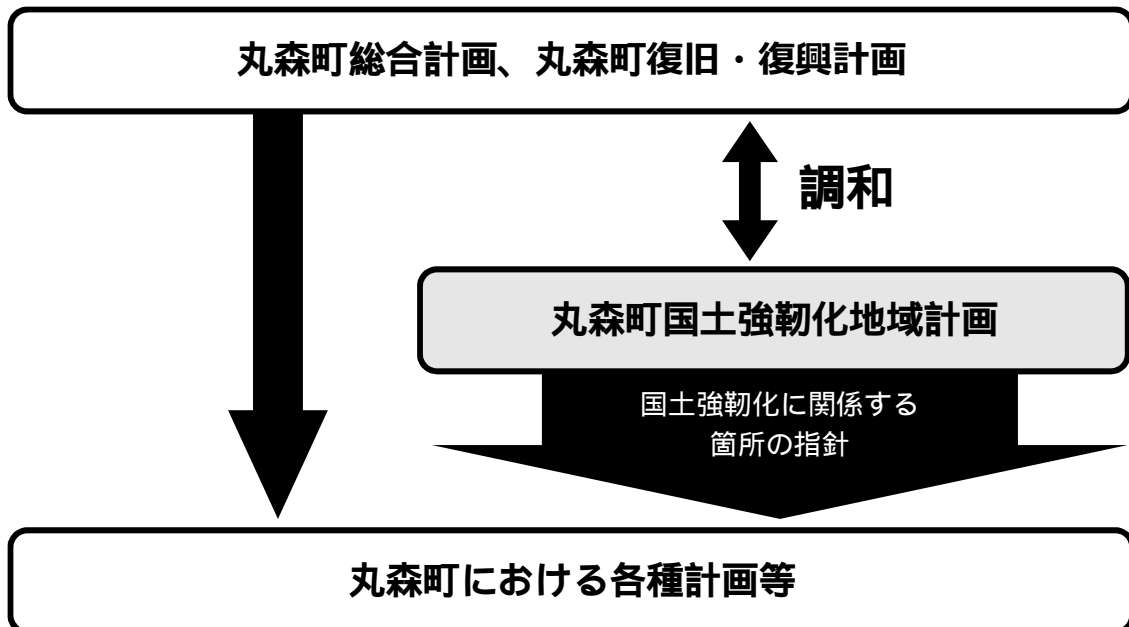 丸森町総合計画、丸森町復旧・復興計画
調和
丸森町国土強靭化地域計画
国土強靭化に関係する
箇所の指針
丸森町における各種計画等